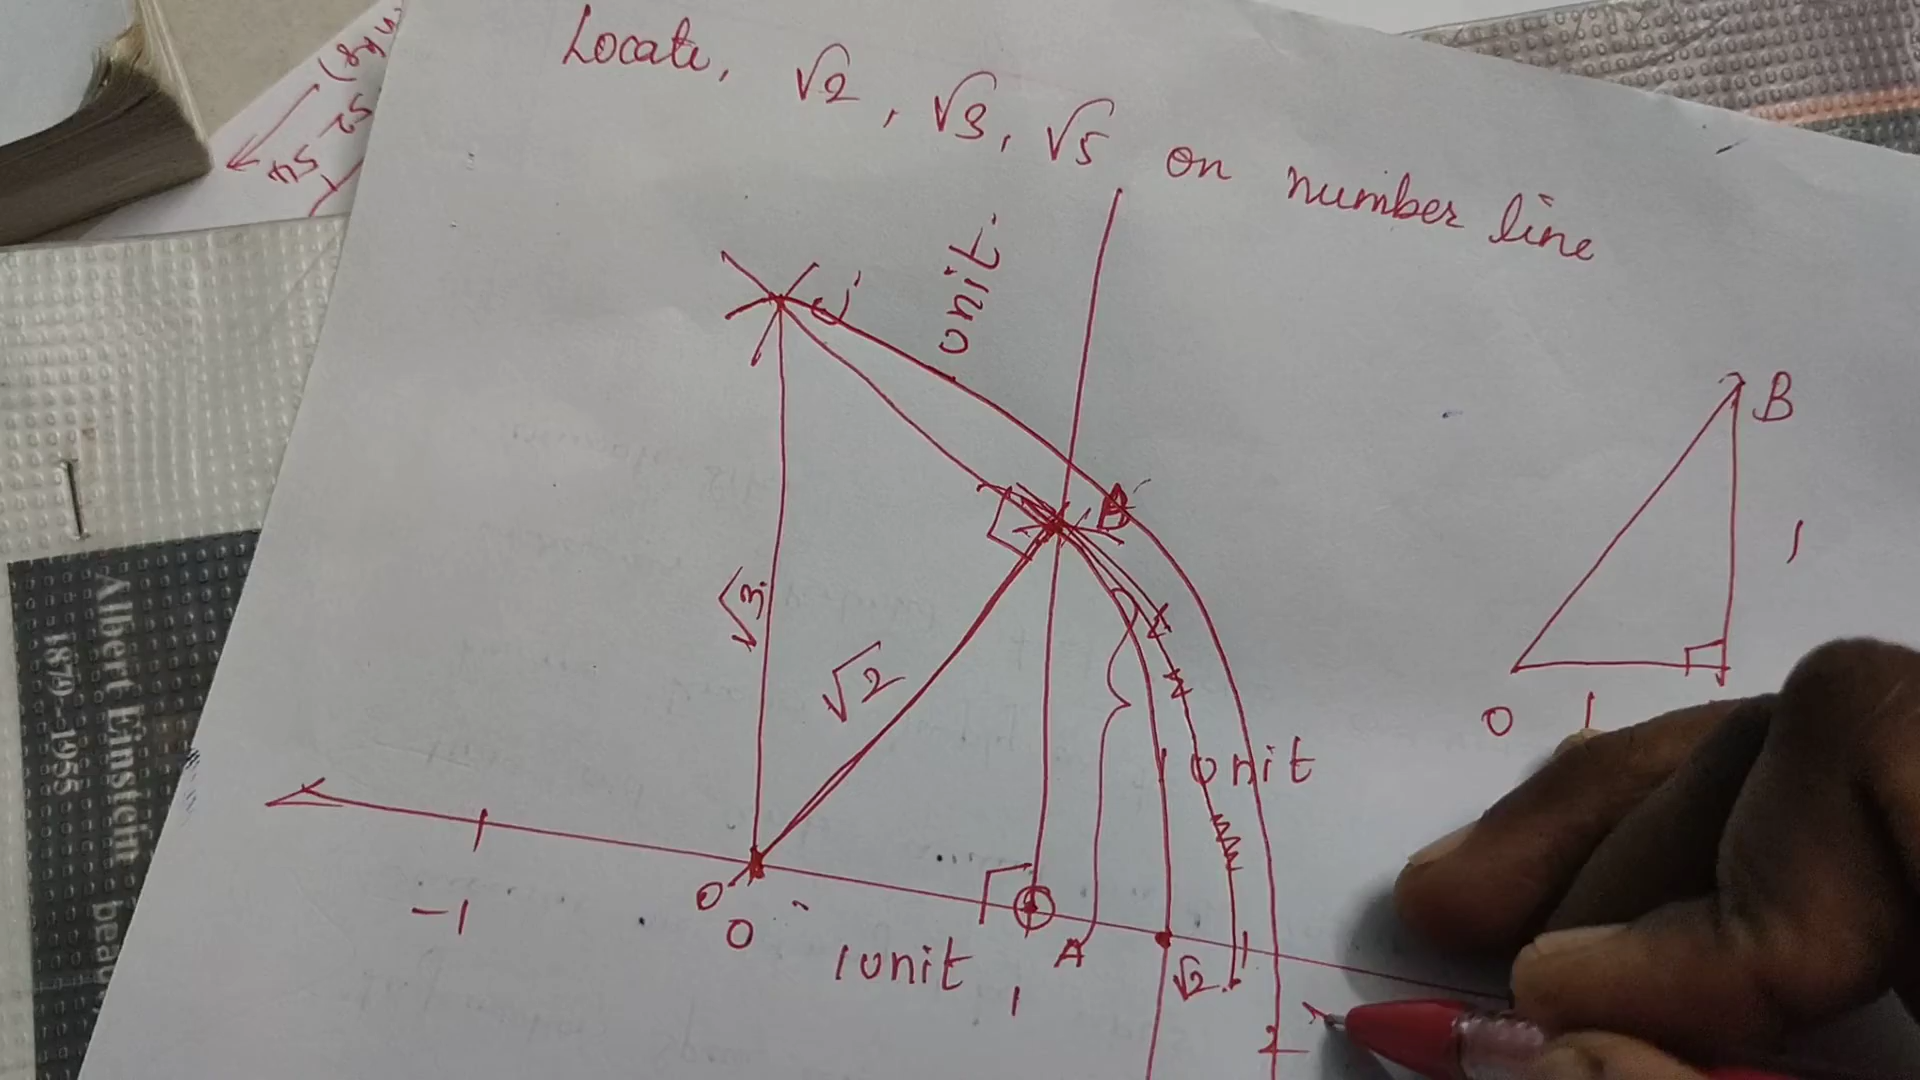 Locate, √2, √3, √5 on number line
unit.
B
B
1
√3
√2
1 unit
0 1
-1
0
0
1 unit
A
√2
1
2
Albert Einstein
1879-1955